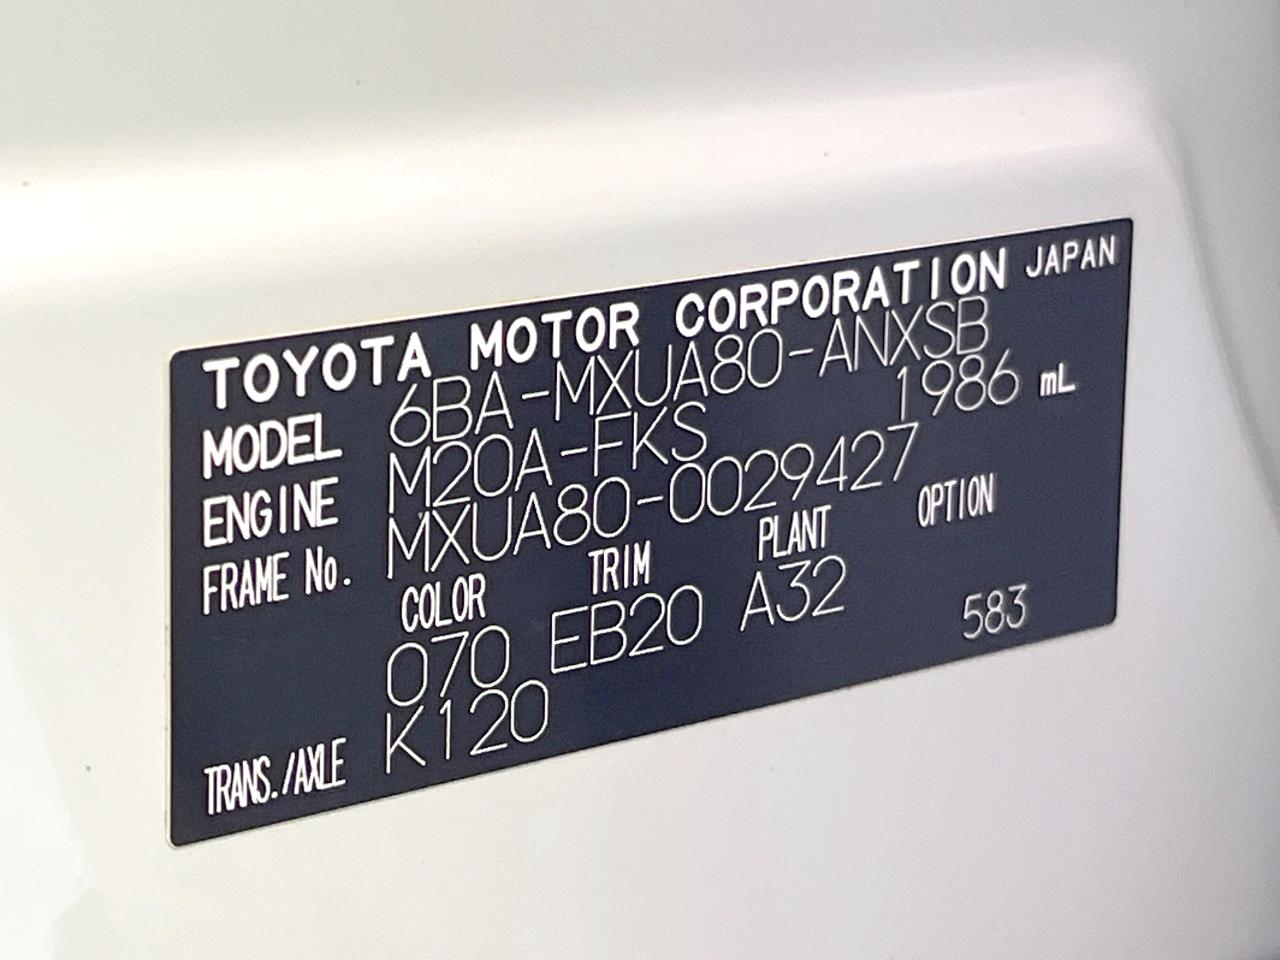 TOYOTA MOTOR CORPORATION JAPAN
MODEL 6BA-MXUA80-ANXSB
ENGINE M20A-FKS 1986 mL
FRAME No. MXUA80-0029427
COLOR TRIM PLANT OPTION
070 EB20 A32
583
TRANS./AXLE K120